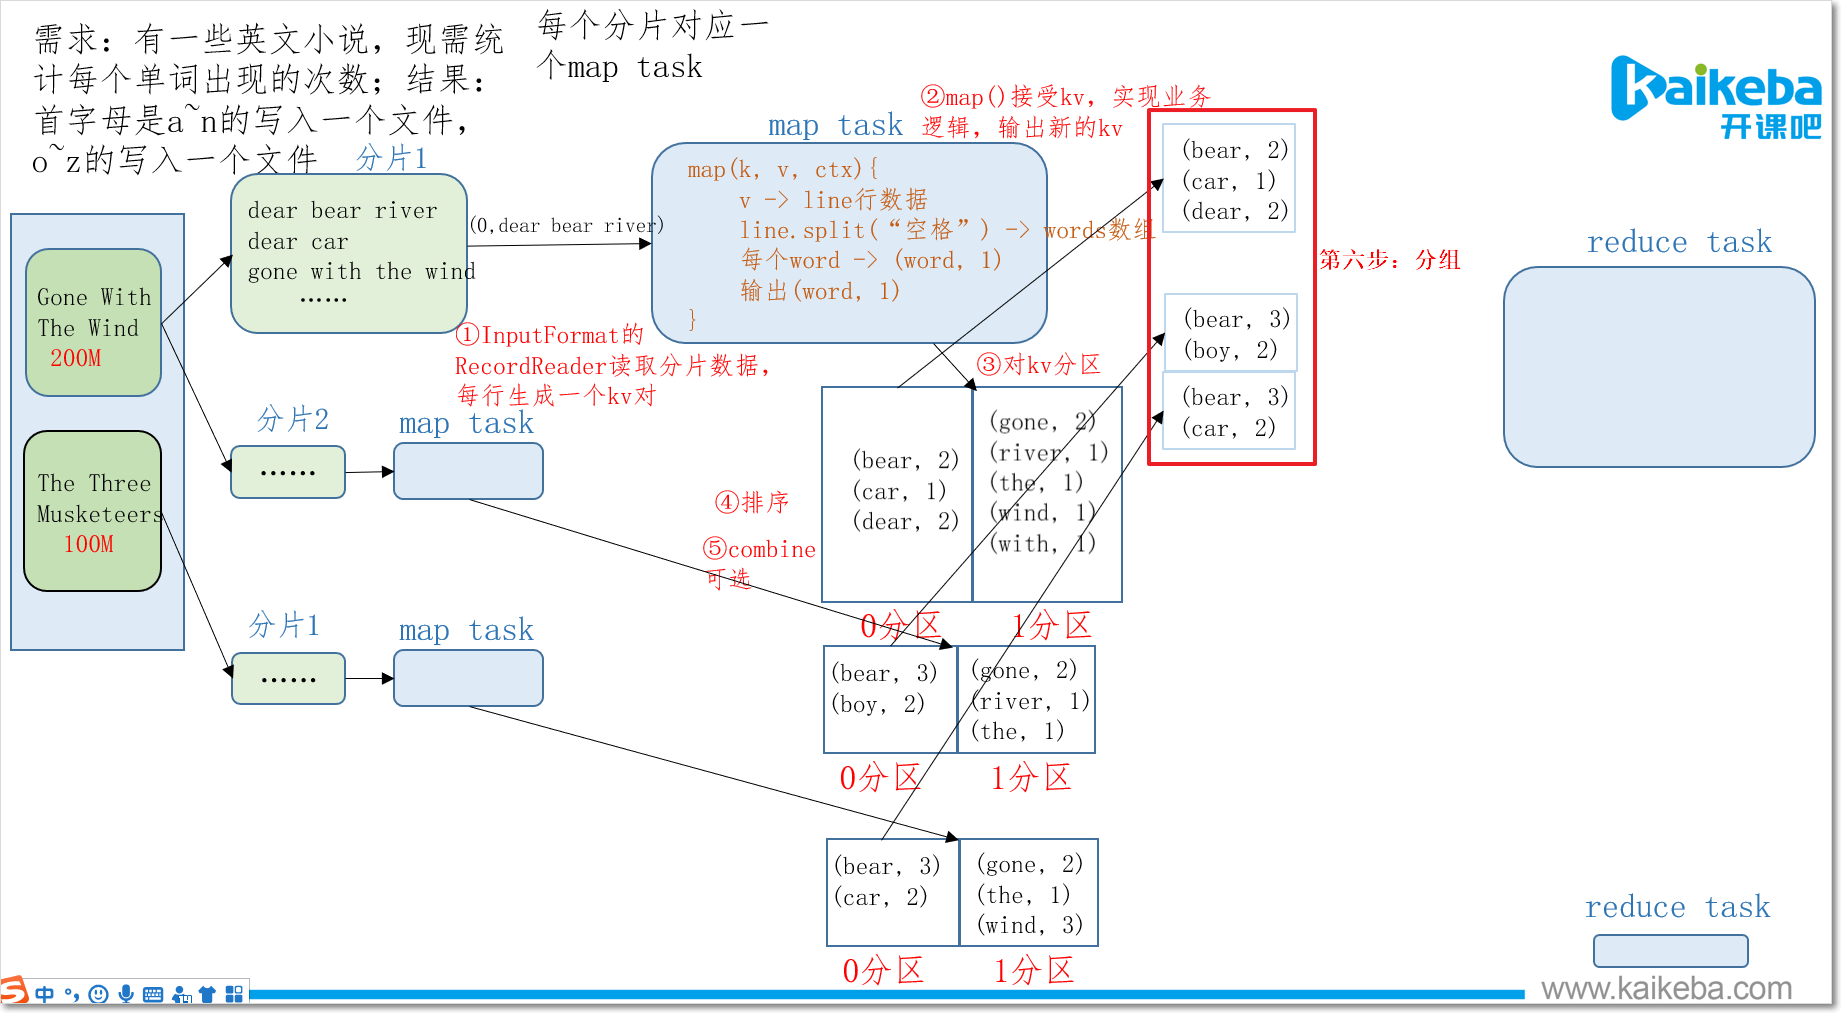 需求：有一些英文小说，现需统
计每个单词出现的次数；结果：
首字母是a~n的写入一个文件，
o~z的写入一个文件
每个分片对应一
个map task
Kaikeba
开课吧
分片1
dear bear river
dear car
gone with the wind
……
(0,dear bear river)
map task
②map()接受kv，实现业务
逻辑，输出新的kv
map(k, v, ctx){
v -> line行数据
line.split(“空格”) -> words数组
每个word -> (word, 1)
输出(word, 1)
}
Gone With
The Wind
200M
The Three
Musketeers
100M
①InputFormat的
RecordReader读取分片数据，
每行生成一个kv对
分片2
……
map task
分片1
……
map task
③对kv分区
④排序
⑤combine
可选
(bear, 2)
(car, 1)
(dear, 2)
(gone, 2)
(river, 1)
(the, 1)
(wind, 1)
(with, 1)
0分区
1分区
(bear, 3)
(boy, 2)
(gone, 2)
(river, 1)
(the, 1)
0分区
1分区
(bear, 3)
(car, 2)
(gone, 2)
(the, 1)
(wind, 3)
0分区
1分区
(bear, 2)
(car, 1)
(dear, 2)
(bear, 3)
(boy, 2)
(bear, 3)
(car, 2)
第六步：分组
reduce task
reduce task
中
www.kaikeba.com